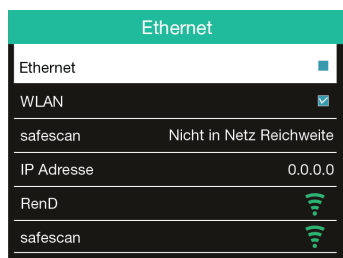 Ethernet
Ethernet
WLAN
safescan Nicht in Netz Reichweite
IP Adresse 0.0.0.0
RenD
safescan